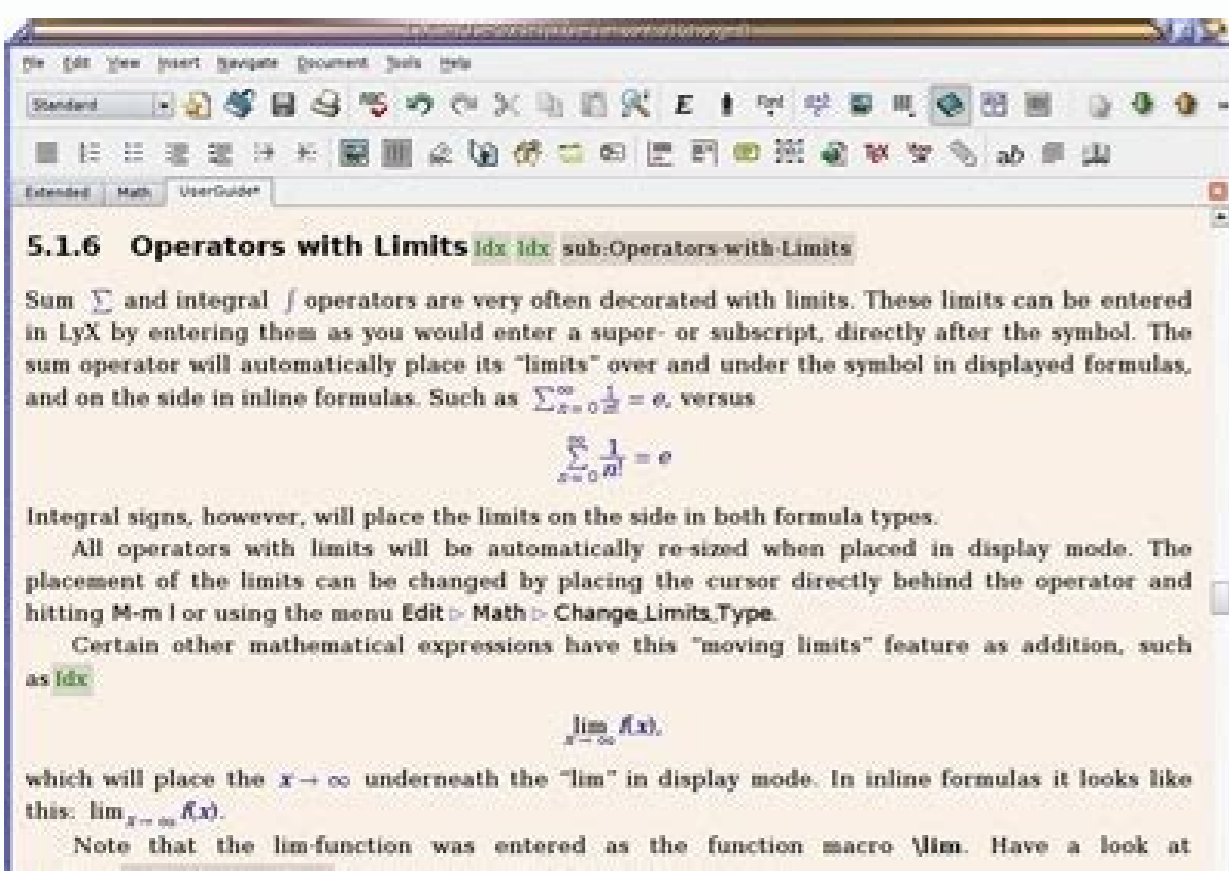 File Edit View Insert Navigate Document Tools Help
Standard
E Font
TeX ab
Extended Math UserGuide*
5.1.6 Operators with Limits Idx Idx sub:Operators-with-Limits
Sum ∑ and integral ∫ operators are very often decorated with limits. These limits can be entered
in LyX by entering them as you would enter a super- or subscript, directly after the symbol. The
sum operator will automatically place its "limits" over and under the symbol in displayed formulas,
and on the side in inline formulas. Such as ∑_{x=0}^{∞} 1/n! = e, versus
∑_{x=0}^{∞} 1/n! = e
Integral signs, however, will place the limits on the side in both formula types.
All operators with limits will be automatically re-sized when placed in display mode. The
placement of the limits can be changed by placing the cursor directly behind the operator and
hitting M-m l or using the menu Edit ▷ Math ▷ Change_Limits_Type.
Certain other mathematical expressions have this "moving limits" feature as addition, such
as Idx
lim_{x→∞} f(x),
which will place the x → ∞ underneath the "lim" in display mode. In inline formulas it looks like
this: lim_{x→∞} f(x).
Note that the lim-function was entered as the function macro \lim. Have a look at